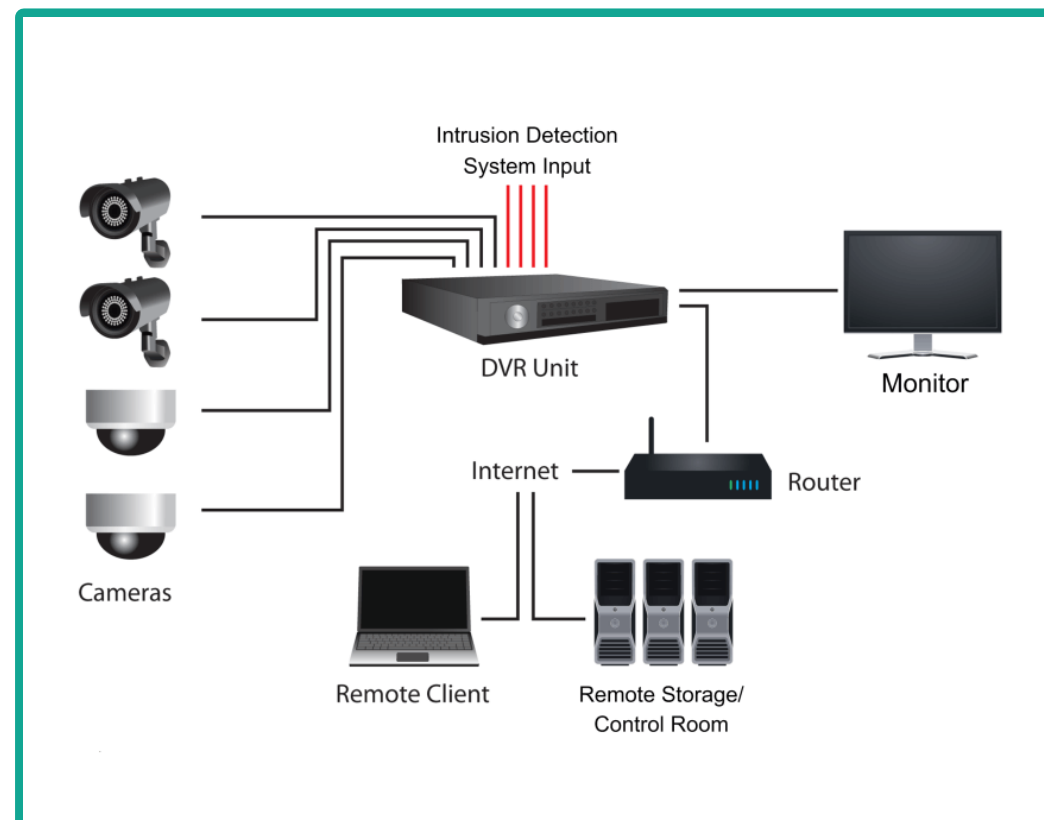 Intrusion Detection
System Input
DVR Unit
Monitor
Internet
Router
Cameras
Remote Client
Remote Storage/
Control Room